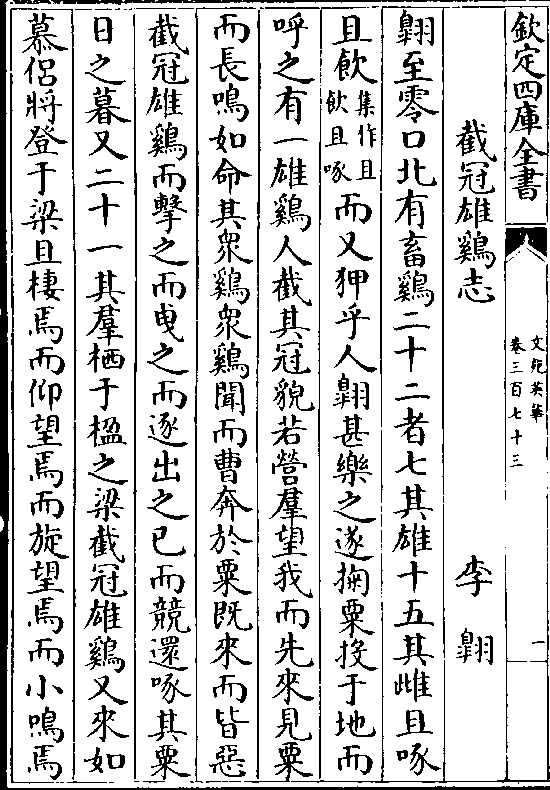 欽定四庫全書
文苑英華
卷三百七十三
一
截冠雄鷄志 李翺
翺至零口北有畜鷄二十二者七其雄十五其雌且啄
且飲集作且飲且啄而又狎乎人翺甚樂之遂掬粟投于地而
呼之有一雄鷄人截其冠貌若營羣望我而先來見粟
而長鳴如命其衆鷄衆鷄聞而曹奔於粟既來而皆惡
截冠雄鷄而擊之而曵之而逐出之已而競還啄其粟
日之暮又二十一其羣栖于楹之梁截冠雄鷄又來如
慕侣將登于梁且棲焉而仰望焉而旋望焉而小鳴焉